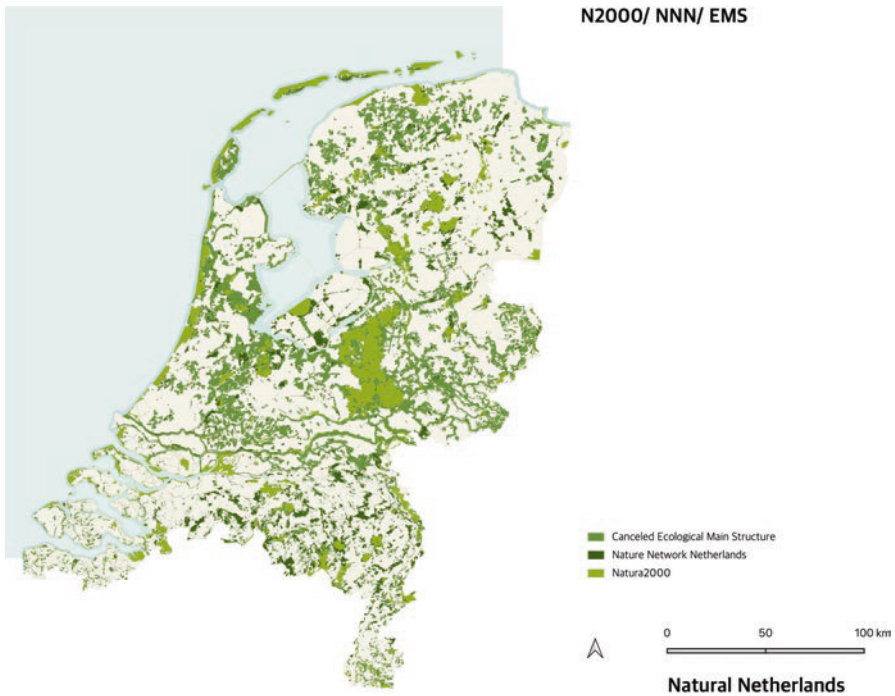 N2000/ NNN/ EMS
Canceled Ecological Main Structure
Nature Network Netherlands
Natura2000
0 50 100 km
Natural Netherlands